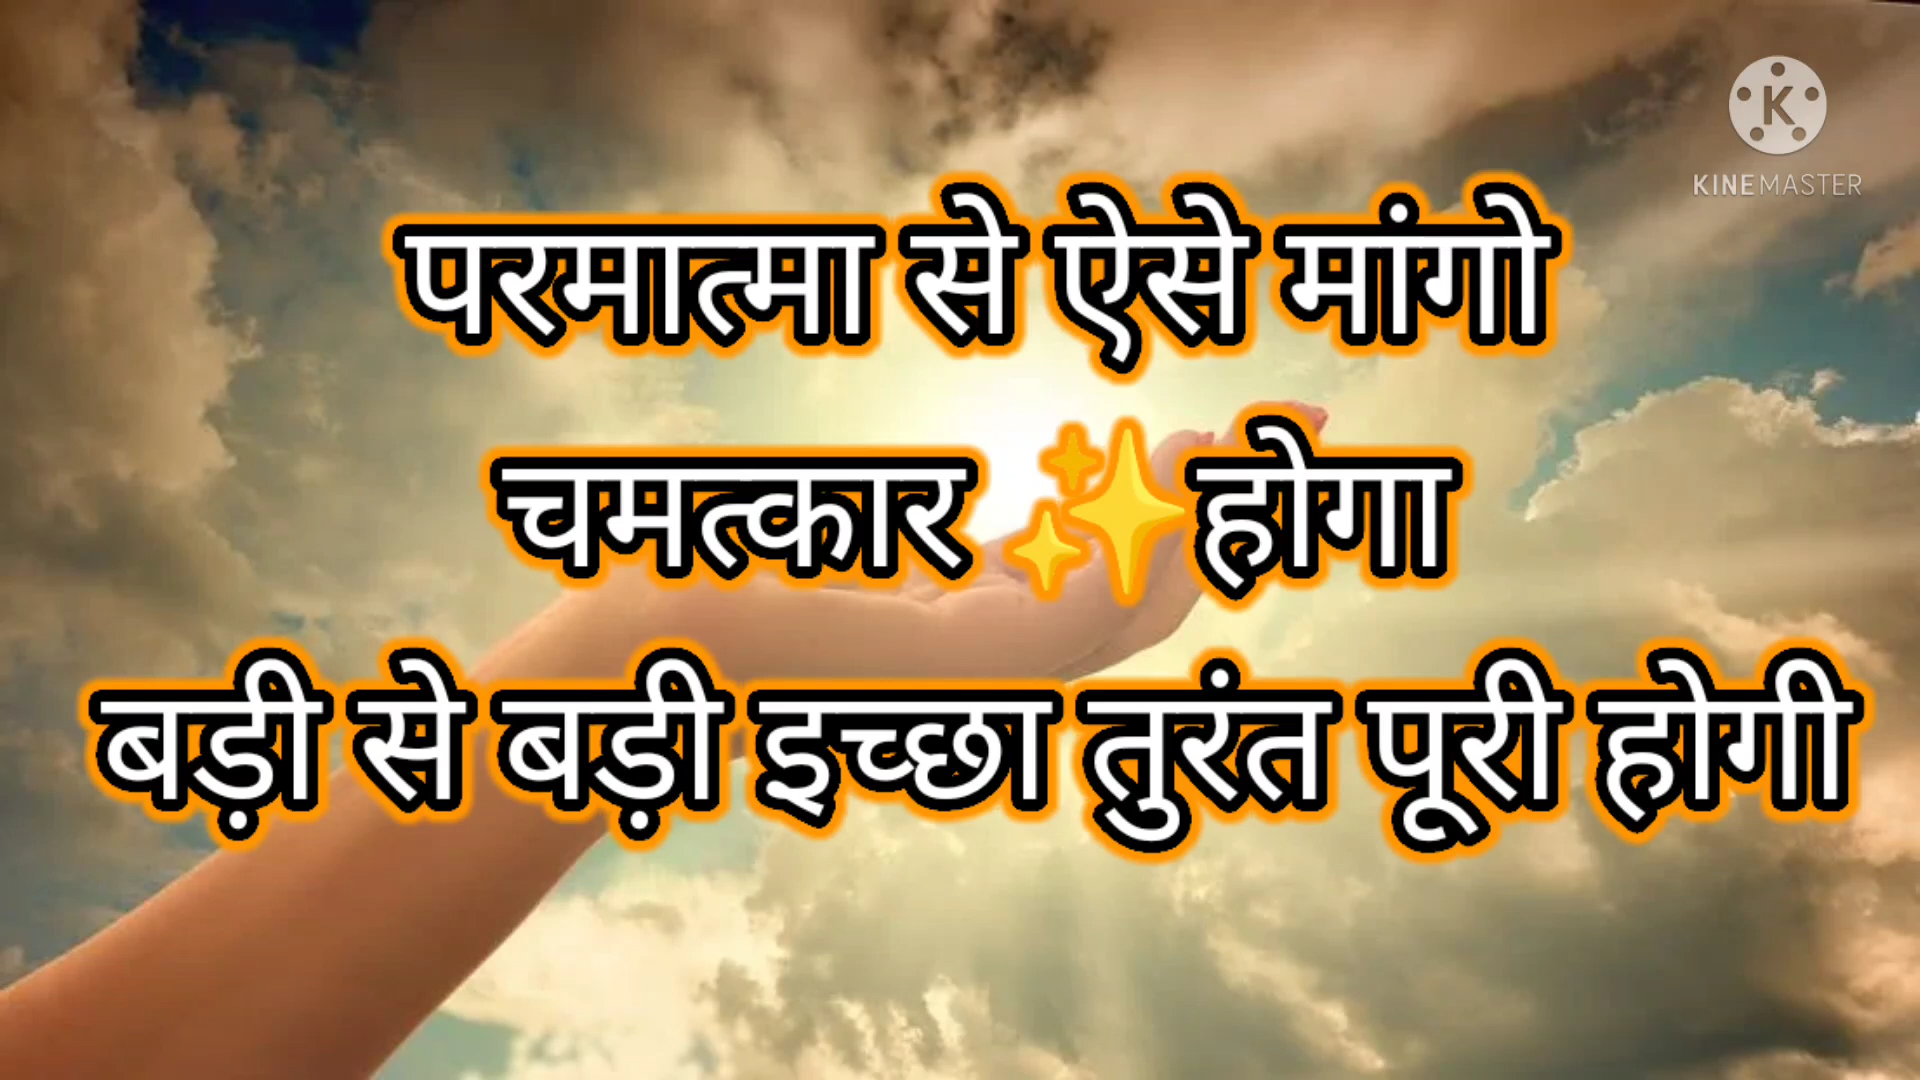 K
KINEMASTER
परमात्मा से ऐसे मांगो
चमत्कार ✨होगा
बड़ी से बड़ी इच्छा तुरंत पूरी होगी